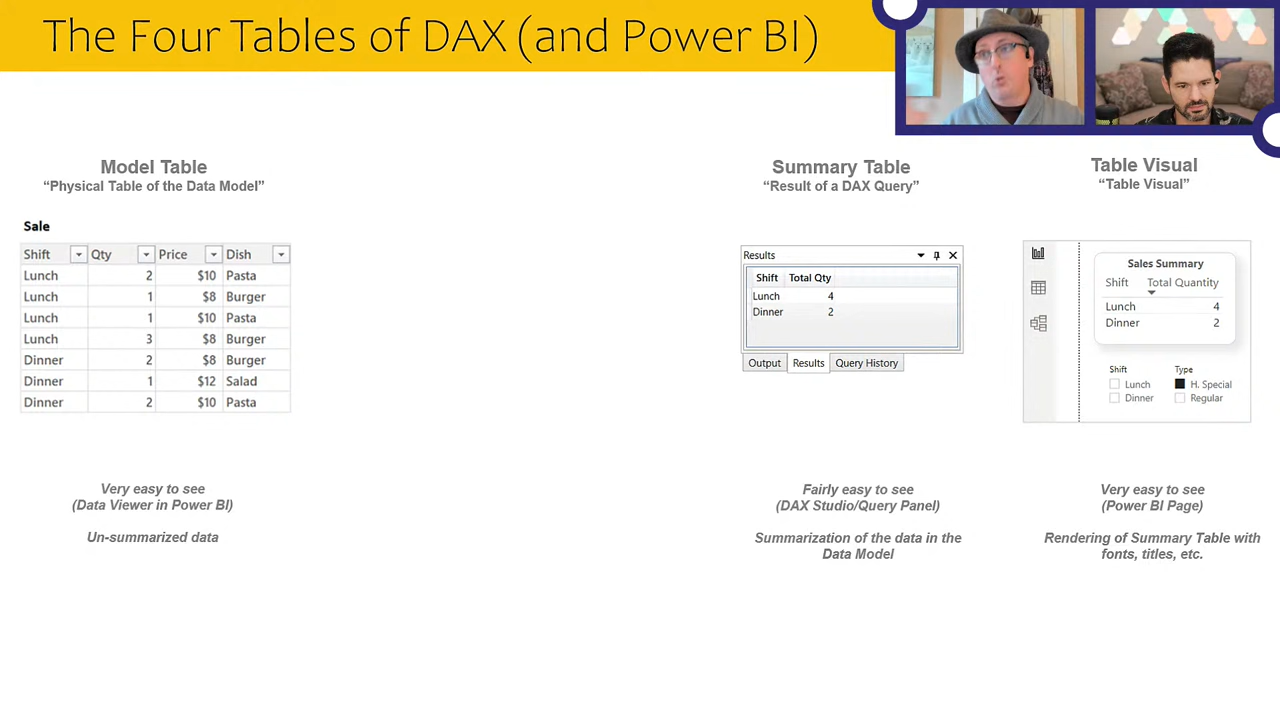 The Four Tables of DAX (and Power BI)
Model Table
“Physical Table of the Data Model”
Sale
Shift Qty Price Dish
Lunch 2 $10 Pasta
Lunch 1 $8 Burger
Lunch 1 $10 Pasta
Lunch 3 $8 Burger
Dinner 2 $8 Burger
Dinner 1 $12 Salad
Dinner 2 $10 Pasta
Very easy to see
(Data Viewer in Power BI)
Un-summarized data
Summary Table
“Result of a DAX Query”
Results
Shift Total Qty
Lunch 4
Dinner 2
Output Results Query History
Fairly easy to see
(DAX Studio/Query Panel)
Summarization of the data in the
Data Model
Table Visual
“Table Visual”
Sales Summary
Shift Total Quantity
Lunch 4
Dinner 2
Shift Type
Lunch H. Special
Dinner Regular
Very easy to see
(Power BI Page)
Rendering of Summary Table with
fonts, titles, etc.